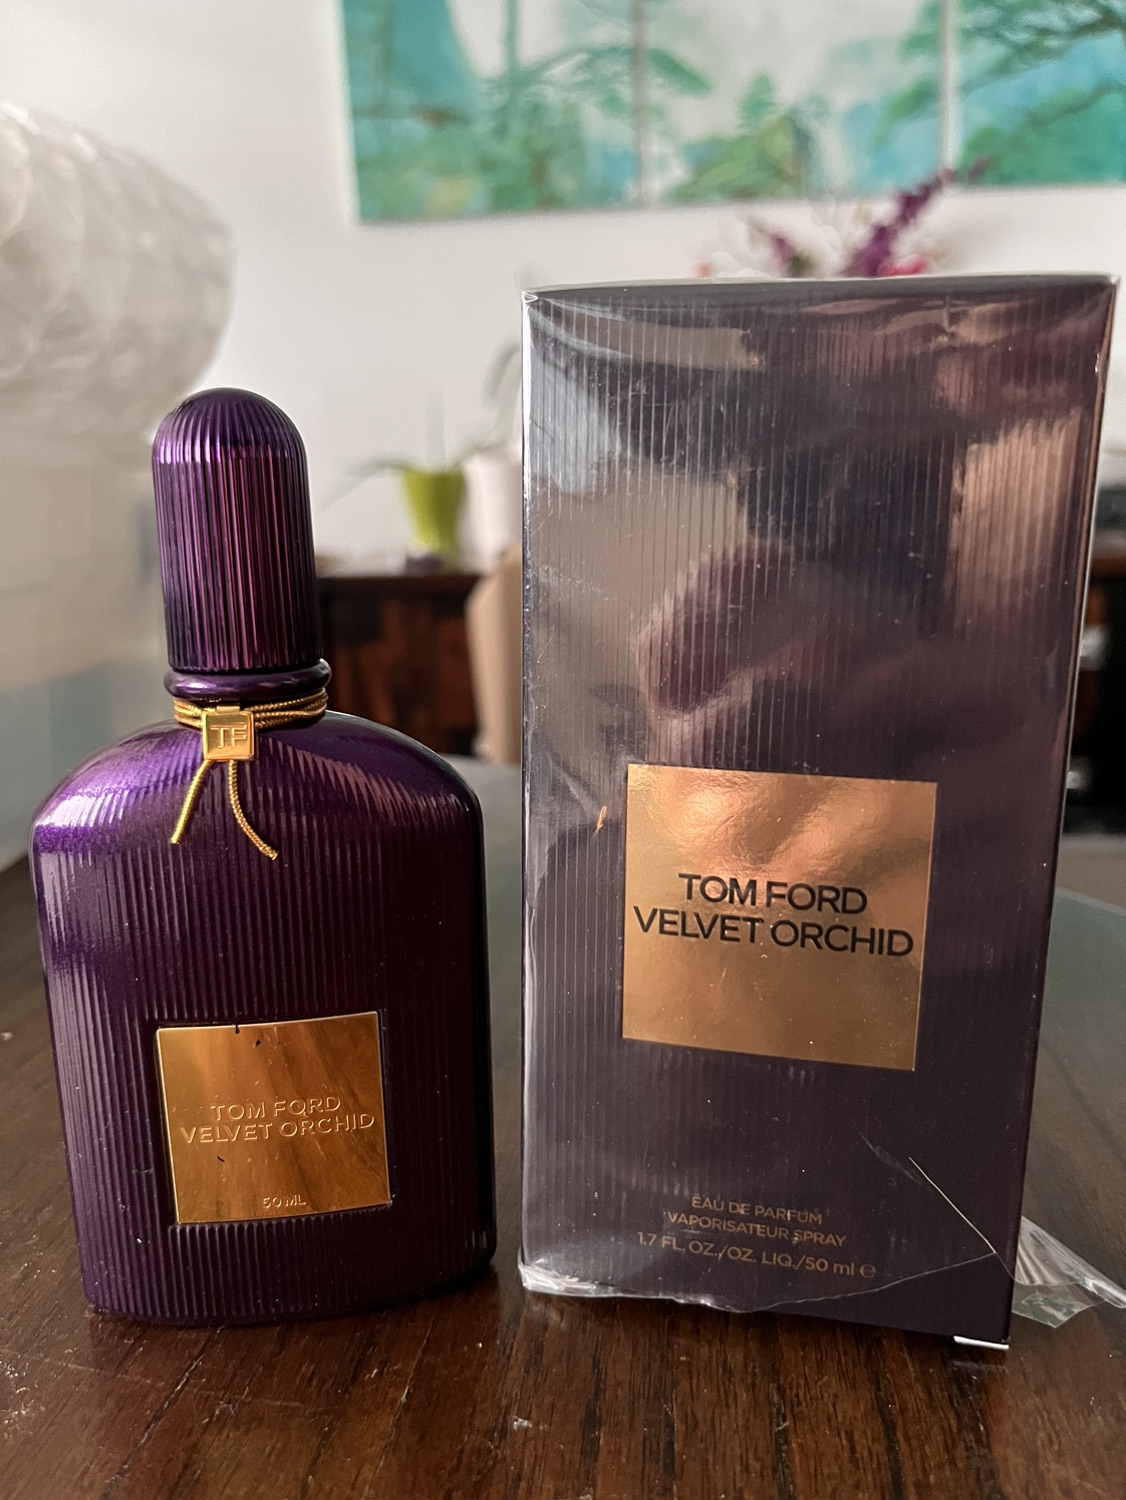 TF
TOM FORD
VELVET ORCHID
50 ML
TOM FORD
VELVET ORCHID
EAU DE PARFUM
VAPORISATEUR SPRAY
1.7 FL.OZ./OZ. LIQ./50 ml ℮